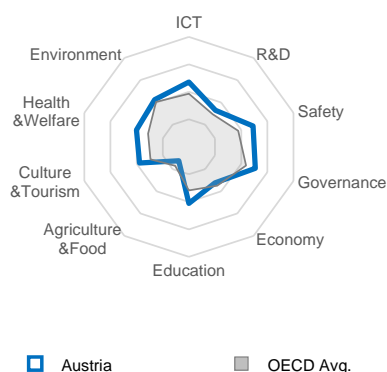 ICT
R&D
Safety
Governance
Economy
Education
Agriculture
&Food
Culture
&Tourism
Health
&Welfare
Environment
Austria
OECD Avg.